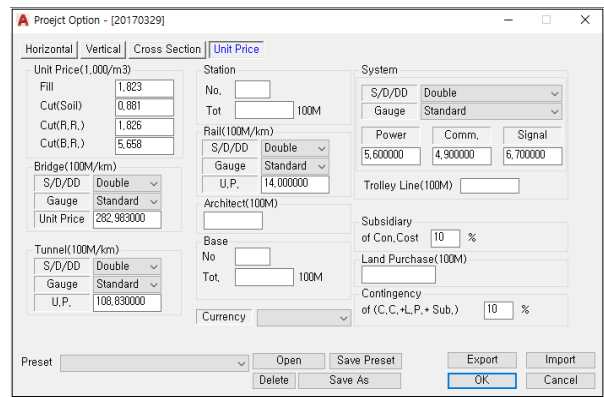 Proejct Option - [20170329]
Horizontal Vertical Cross Section Unit Price
Unit Price(1,000/m3)
Fill 1,823
Cut(Soil) 0,881
Cut(R,R,) 1,826
Cut(B,R,) 5,658
Bridge(100M/km)
S/D/DD Double
Gauge Standard
Unit Price 282,983000
Tunnel(100M/km)
S/D/DD Double
Gauge Standard
U,P, 108,830000
Station
No,
Tot 100M
Rail(100M/km)
S/D/DD Double
Gauge Standard
U,P, 14,000000
Architect(100M)
Base
No
Tot, 100M
Currency
System
S/D/DD Double
Gauge Standard
Power Comm, Signal
5,600000 4,900000 6,700000
Trolley Line(100M)
Subsidiary
of Con,Cost 10 %
Land Purchase(100M)
Contingency
of (C,C,+L,P,+ Sub,) 10 %
Preset Open Save Preset Export Import
Delete Save As OK Cancel